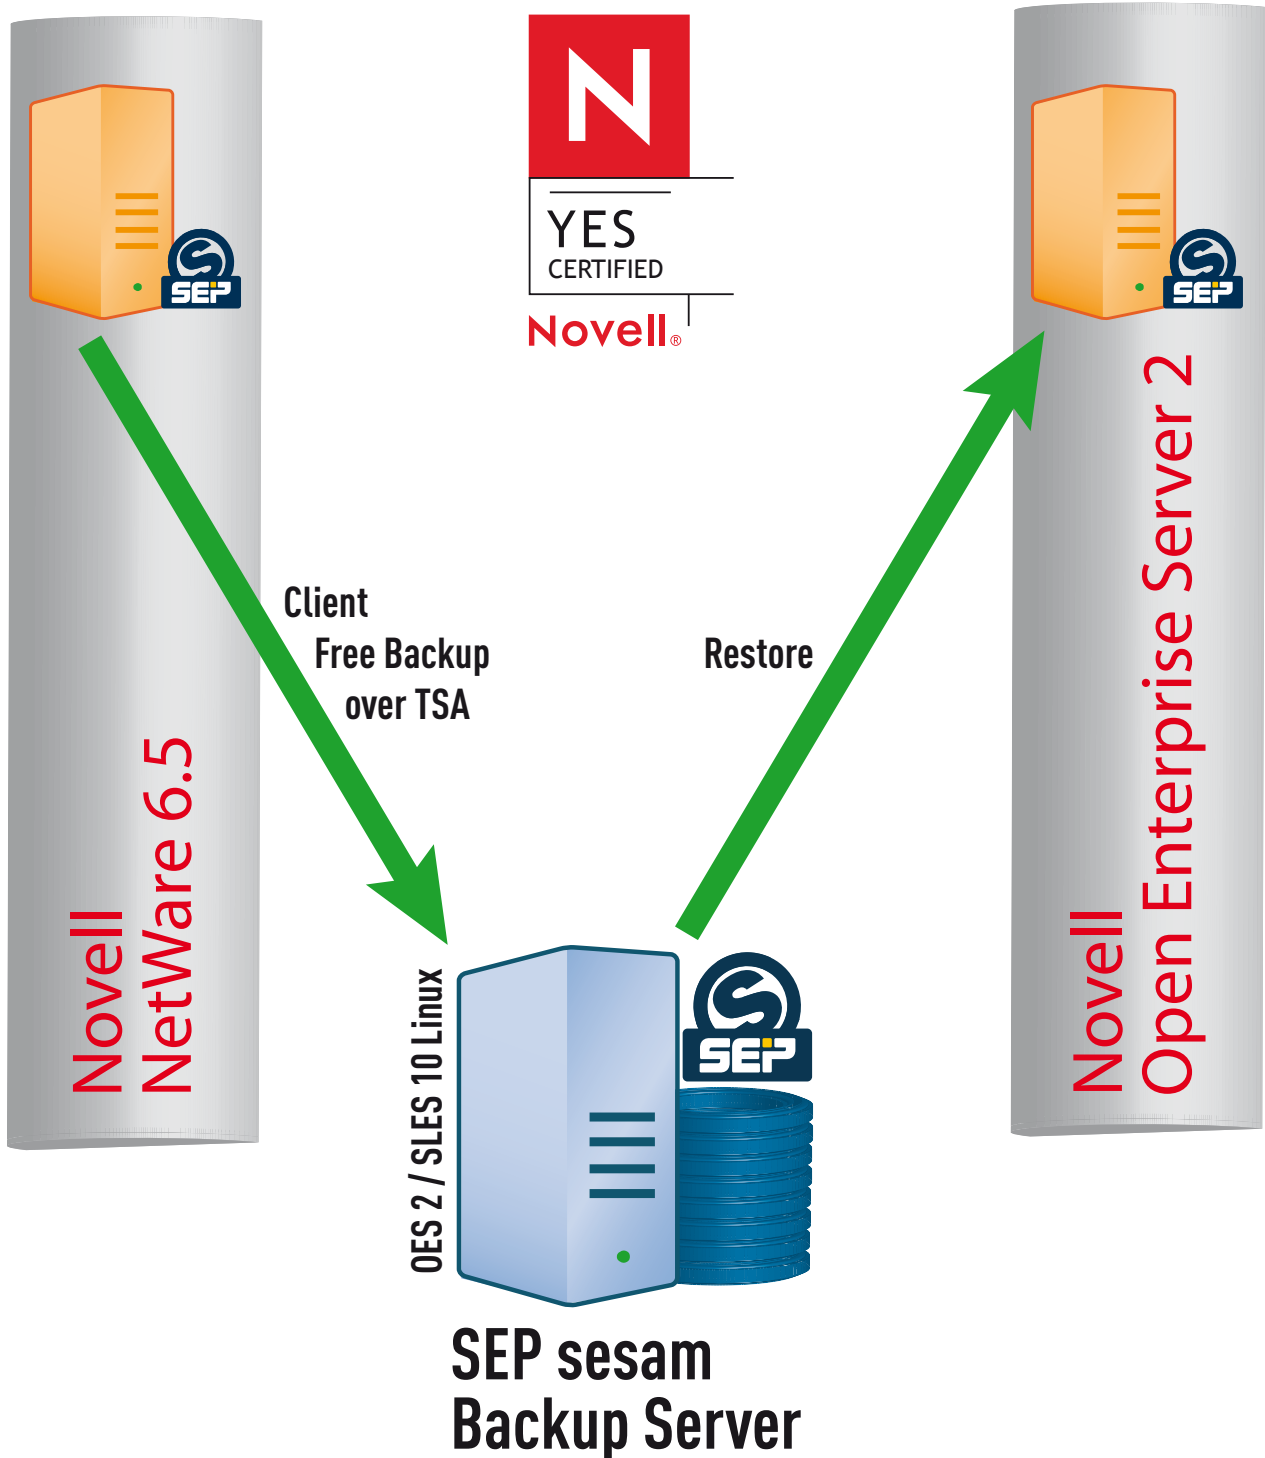 N
YES
CERTIFIED
Novell®
S
SEP
S
SEP
Novell
NetWare 6.5
Client
Free Backup
over TSA
Restore
Novell
Open Enterprise Server 2
OES 2 / SLES 10 Linux
S
SEP
SEP sesam
Backup Server